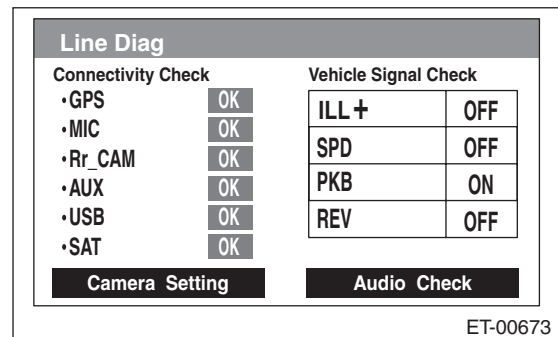 Line Diag
Connectivity Check
•GPS OK
•MIC OK
•Rr_CAM OK
•AUX OK
•USB OK
•SAT OK
Camera Setting
Vehicle Signal Check
ILL+ OFF
SPD OFF
PKB ON
REV OFF
Audio Check
ET-00673